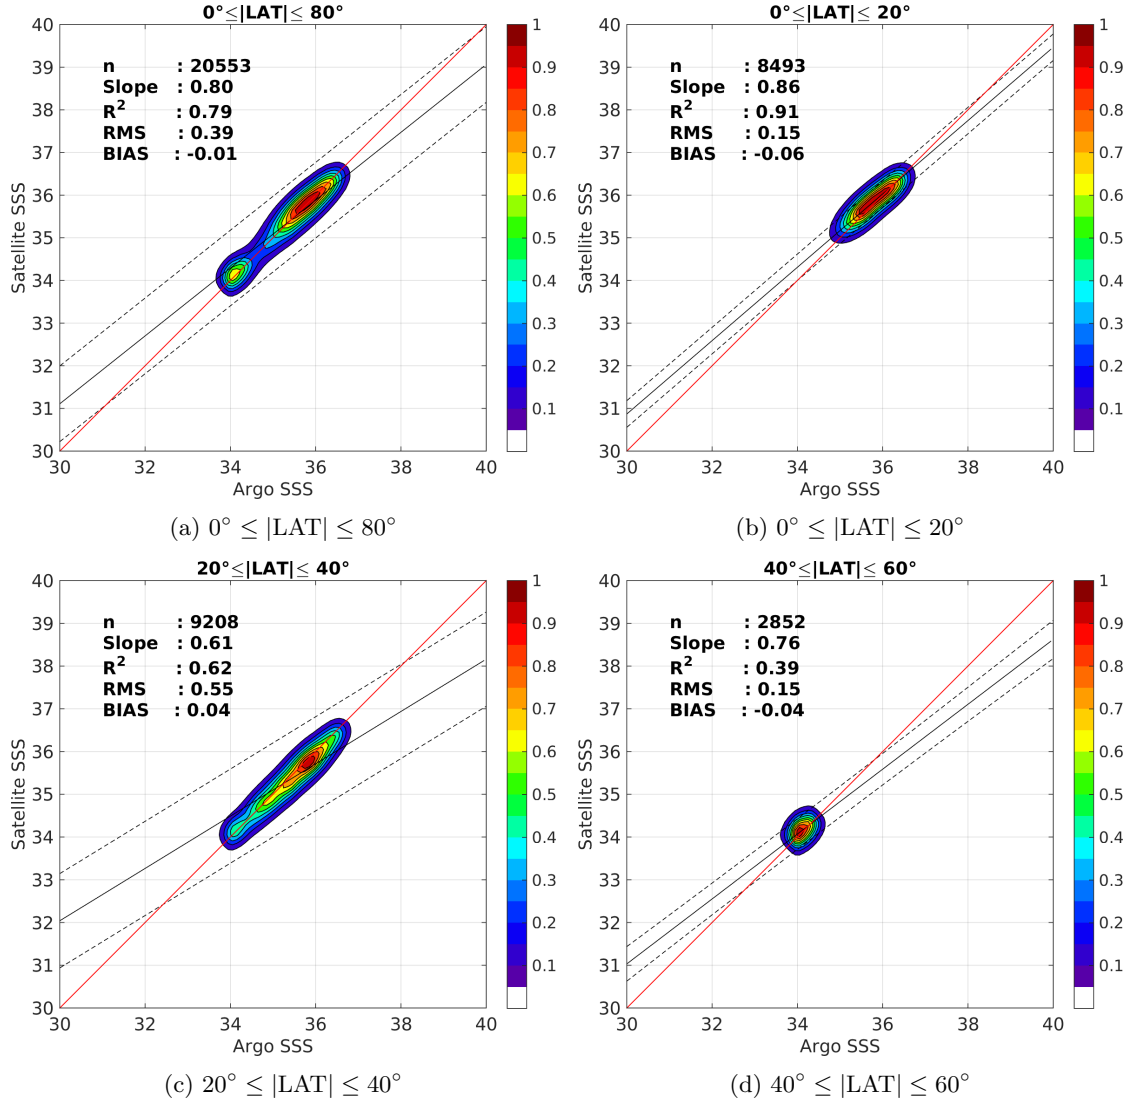 0°≤|LAT|≤ 80°
n : 20553
Slope : 0.80
R² : 0.79
RMS : 0.39
BIAS : -0.01
Satellite SSS
40
39
38
37
36
35
34
33
32
31
30
30 32 34 36 38 40
Argo SSS
1
0.9
0.8
0.7
0.6
0.5
0.4
0.3
0.2
0.1
(a) 0° ≤ |LAT| ≤ 80°
0°≤|LAT|≤ 20°
n : 8493
Slope : 0.86
R² : 0.91
RMS : 0.15
BIAS : -0.06
Satellite SSS
40
39
38
37
36
35
34
33
32
31
30
30 32 34 36 38 40
Argo SSS
1
0.9
0.8
0.7
0.6
0.5
0.4
0.3
0.2
0.1
(b) 0° ≤ |LAT| ≤ 20°
20°≤|LAT|≤ 40°
n : 9208
Slope : 0.61
R² : 0.62
RMS : 0.55
BIAS : 0.04
Satellite SSS
40
39
38
37
36
35
34
33
32
31
30
30 32 34 36 38 40
Argo SSS
1
0.9
0.8
0.7
0.6
0.5
0.4
0.3
0.2
0.1
(c) 20° ≤ |LAT| ≤ 40°
40°≤|LAT|≤ 60°
n : 2852
Slope : 0.76
R² : 0.39
RMS : 0.15
BIAS : -0.04
Satellite SSS
40
39
38
37
36
35
34
33
32
31
30
30 32 34 36 38 40
Argo SSS
1
0.9
0.8
0.7
0.6
0.5
0.4
0.3
0.2
0.1
(d) 40° ≤ |LAT| ≤ 60°